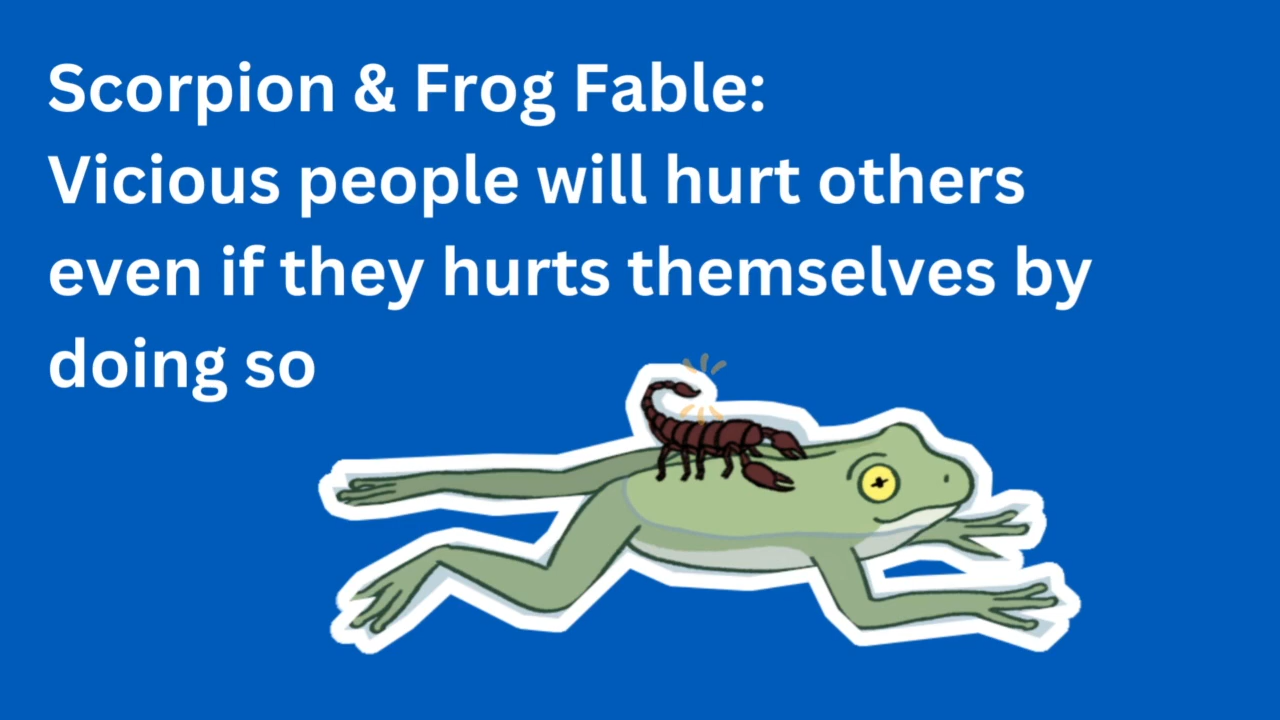 Scorpion & Frog Fable:
Vicious people will hurt others
even if they hurts themselves by
doing so